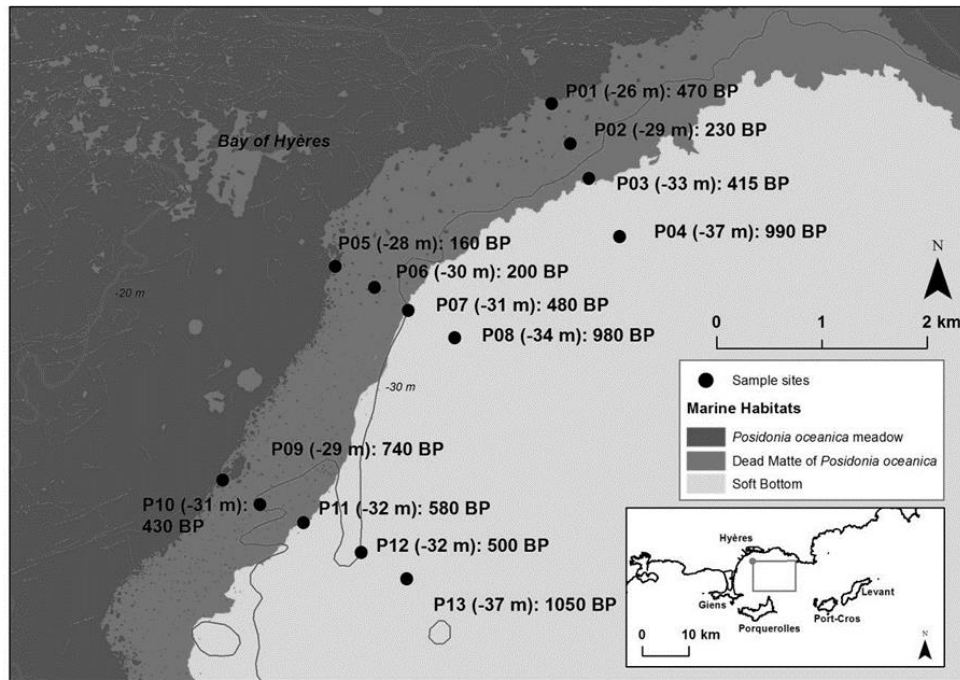 P01 (-26 m): 470 BP
Bay of Hyères
P02 (-29 m): 230 BP
P03 (-33 m): 415 BP
P04 (-37 m): 990 BP
P05 (-28 m): 160 BP
N
P06 (-30 m): 200 BP
-20 m
P07 (-31 m): 480 BP
0 1 2 km
P08 (-34 m): 980 BP
-30 m
Sample sites
Marine Habitats
Posidonia oceanica meadow
Dead Matte of Posidonia oceanica
Soft Bottom
P09 (-29 m): 740 BP
P10 (-31 m):
430 BP
P11 (-32 m): 580 BP
P12 (-32 m): 500 BP
P13 (-37 m): 1050 BP
Hyères
Giens
Levant
Port-Cros
Porquerolles
0 10 km
N